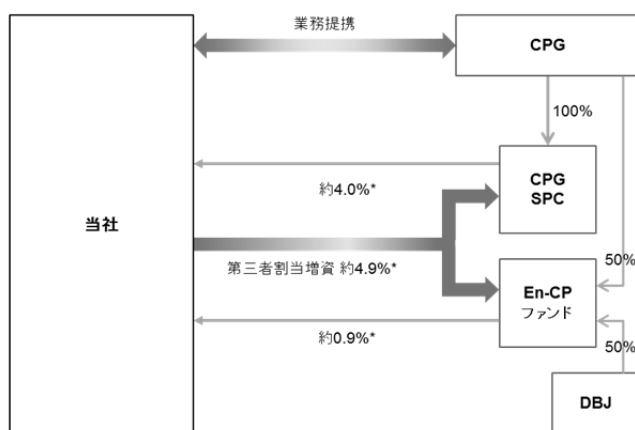 業務提携
CPG
100%
CPG
SPC
約4.0%*
当社
第三者割当増資 約4.9%*
50%
En-CP
ファンド
約0.9%*
50%
DBJ